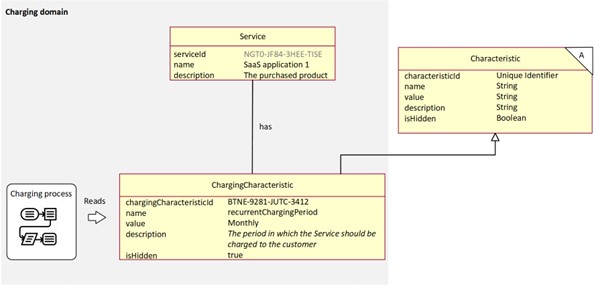 Charging domain
Service
serviceId NGT0-JF84-3HEE-TISE
name SaaS application 1
description The purchased product
Characteristic
A
characteristicId Unique Identifier
name String
value String
description String
isHidden Boolean
has
ChargingCharacteristic
chargingCharacteristicId BTNE-9281-JUTC-3412
name recurrentChargingPeriod
value Monthly
description The period in which the Service should be
charged to the customer
isHidden true
Charging process
Reads